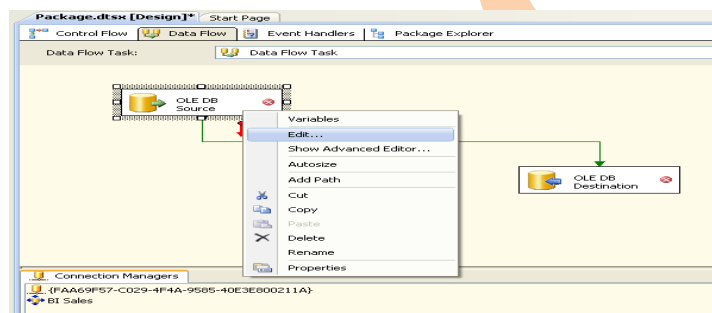 Package.dtsx [Design]* Start Page
Control Flow Data Flow Event Handlers Package Explorer
Data Flow Task: Data Flow Task
OLE DB
Source
Variables
Edit...
Show Advanced Editor...
Autosize
Add Path
Cut
Copy
Paste
Delete
Rename
Properties
OLE DB
Destination
Connection Managers
{FAA69F57-C029-4F4A-9585-40E3E800211A}
BI Sales